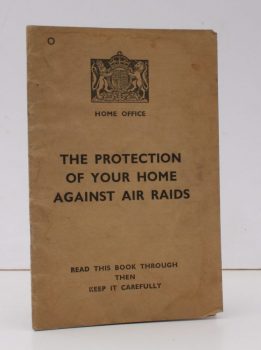 HOME OFFICE
THE PROTECTION
OF YOUR HOME
AGAINST AIR RAIDS
READ THIS BOOK THROUGH
THEN
KEEP IT CAREFULLY